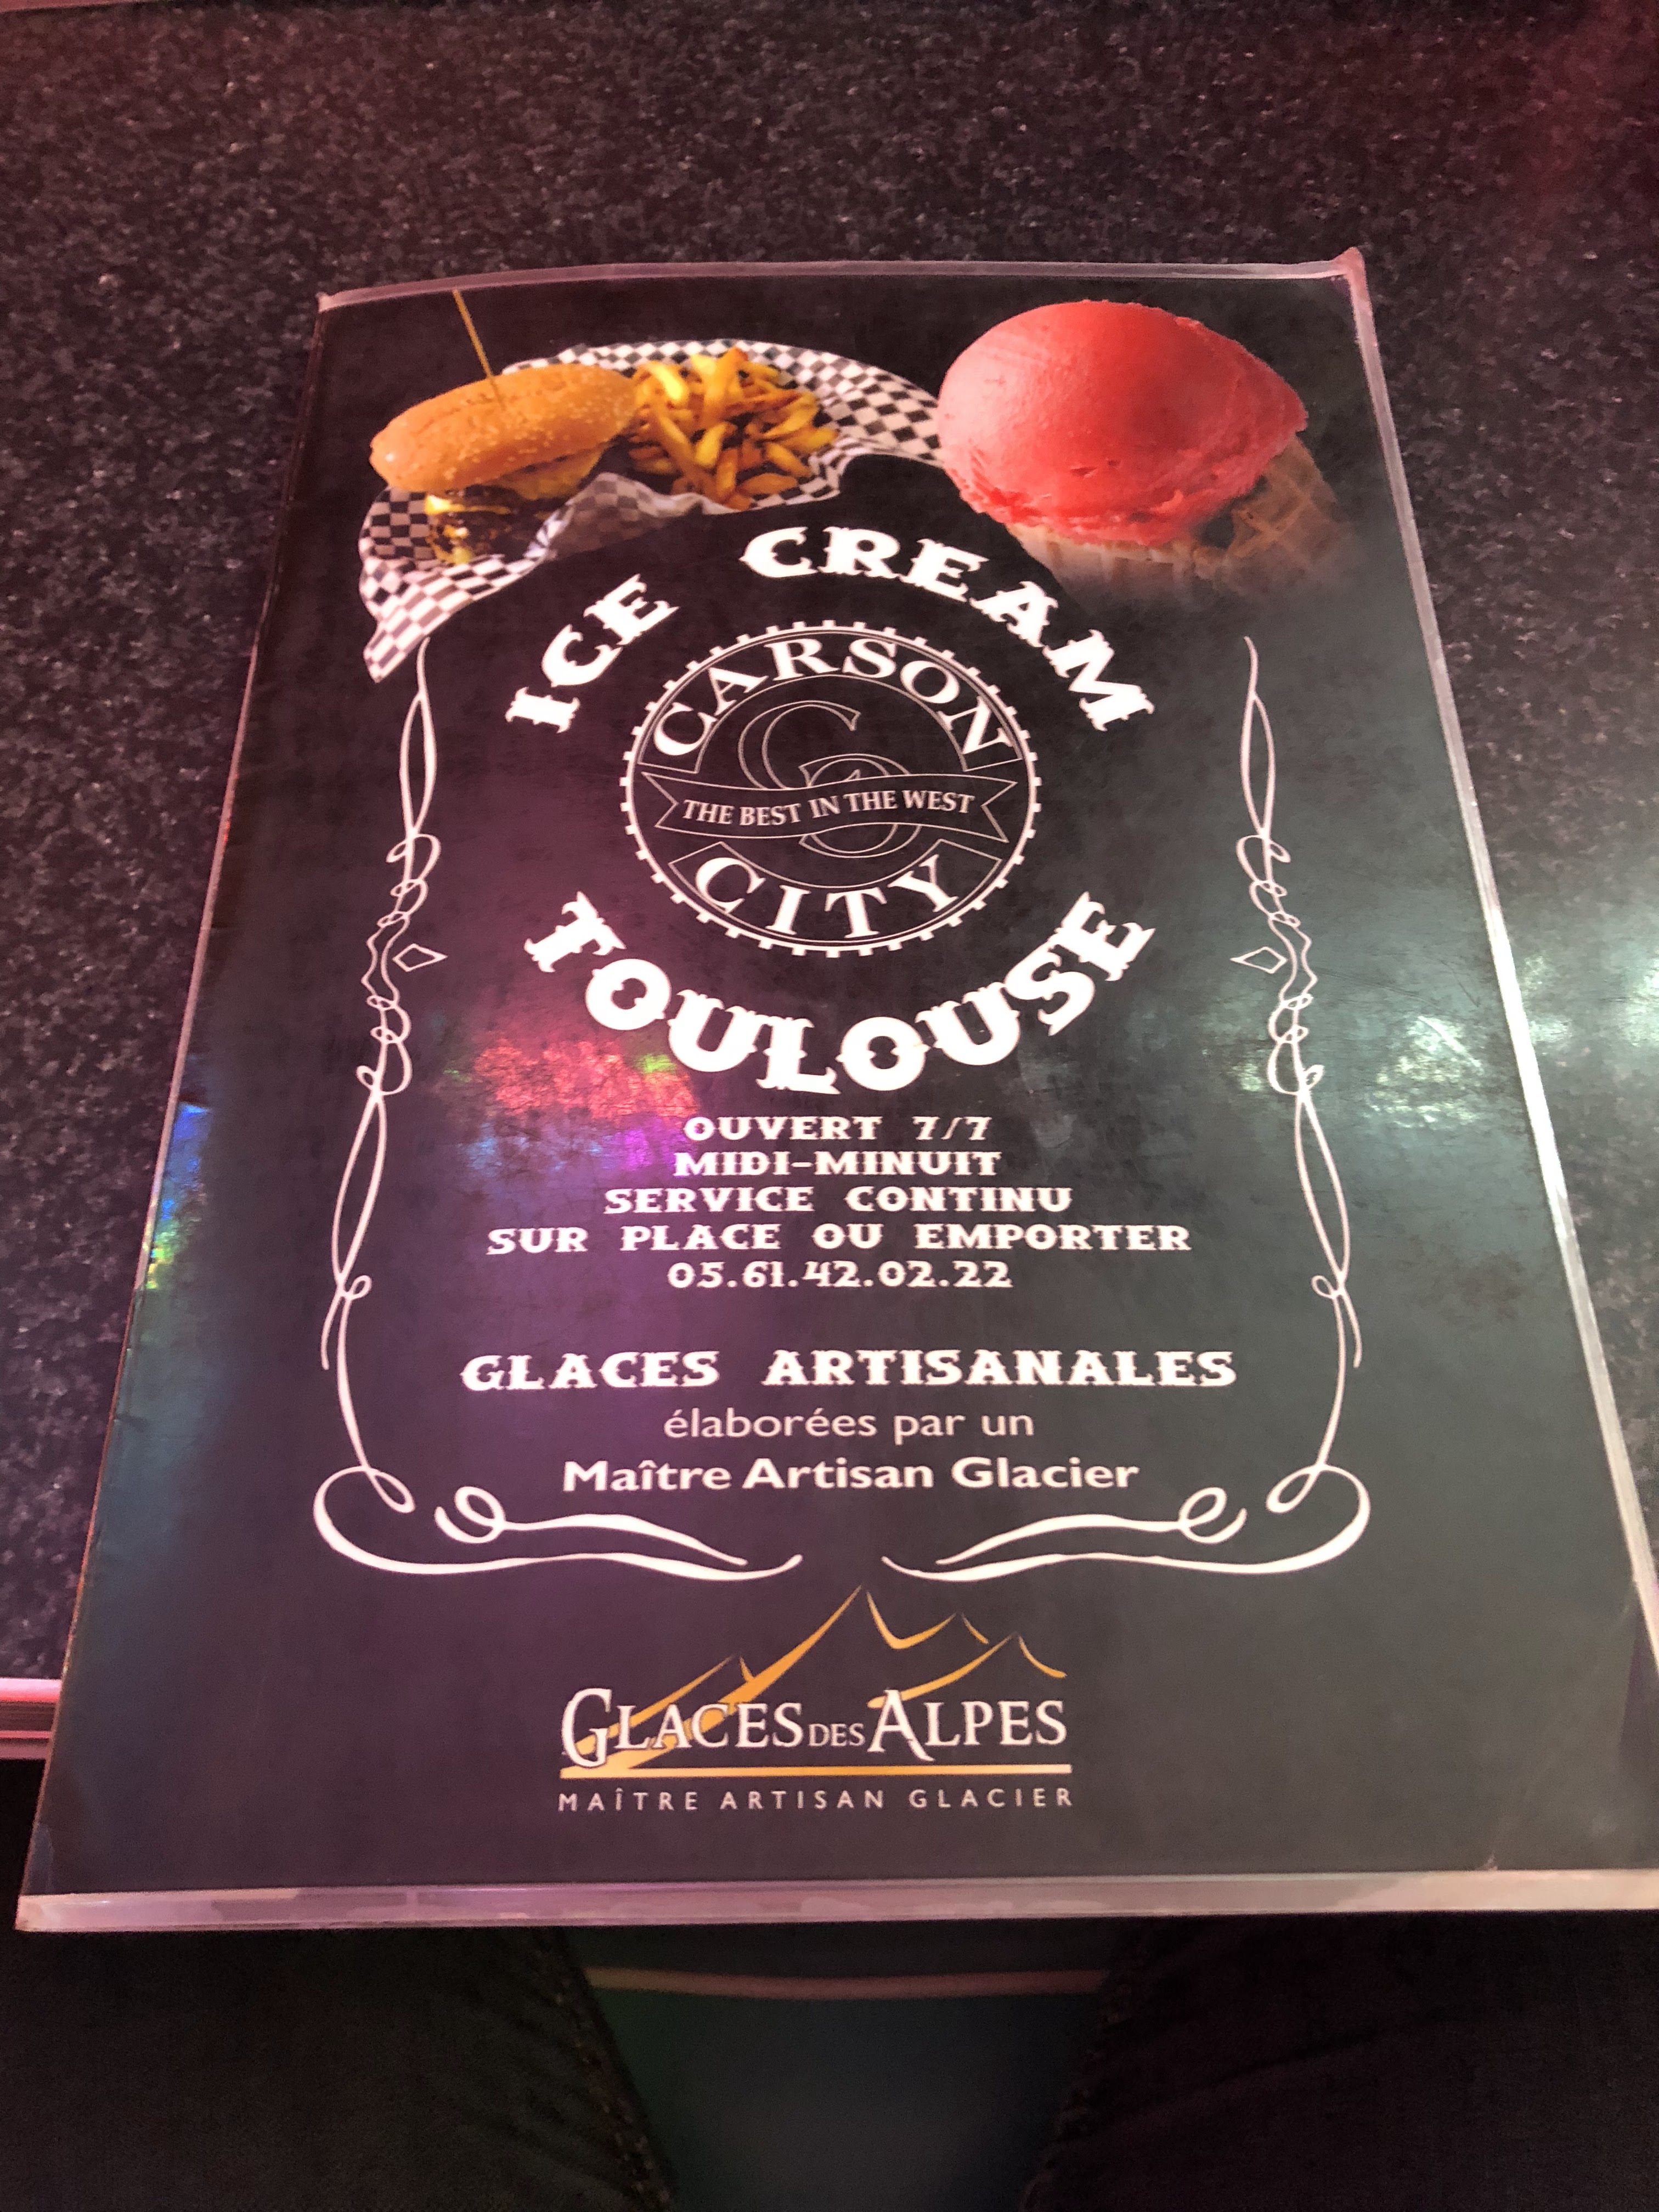 ICE CREAM
CARSON
THE BEST IN THE WEST
CITY
TOULOUSE
OUVERT 7/7
MIDI-MINUIT
SERVICE CONTINU
SUR PLACE OU EMPORTER
05.61.42.02.22
GLACES ARTISANALES
élaborées par un
Maître Artisan Glacier
GLACES DES ALPES
MAÎTRE ARTISAN GLACIER